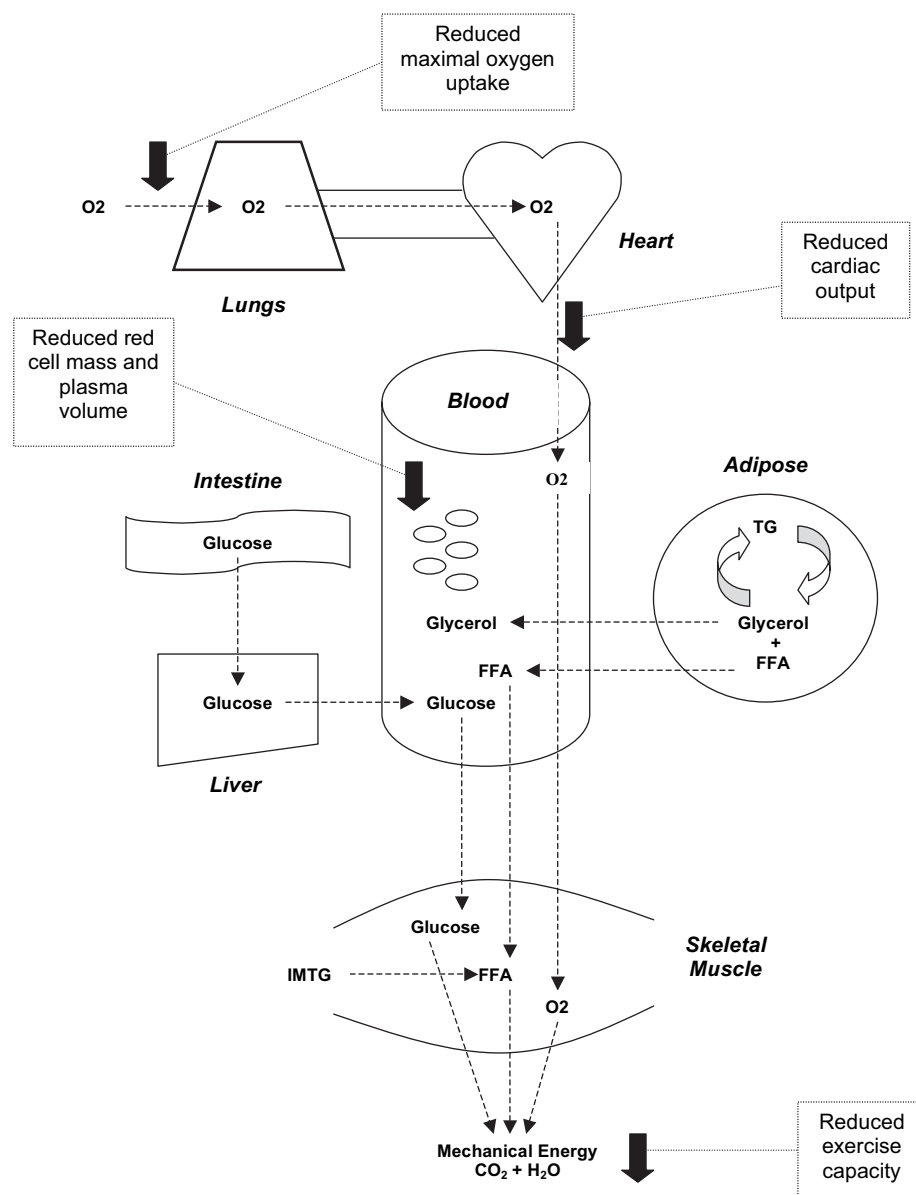 Reduced
maximal oxygen
uptake
O2
O2
O2
Heart
Lungs
Reduced
cardiac
output
Reduced red
cell mass and
plasma
volume
Blood
O2
Adipose
Intestine
Glucose
TG
Glycerol
Glycerol
+
FFA
FFA
Glucose
Glucose
Liver
Glucose
Skeletal
Muscle
IMTG
FFA
O2
Mechanical Energy
CO₂ + H₂O
Reduced
exercise
capacity